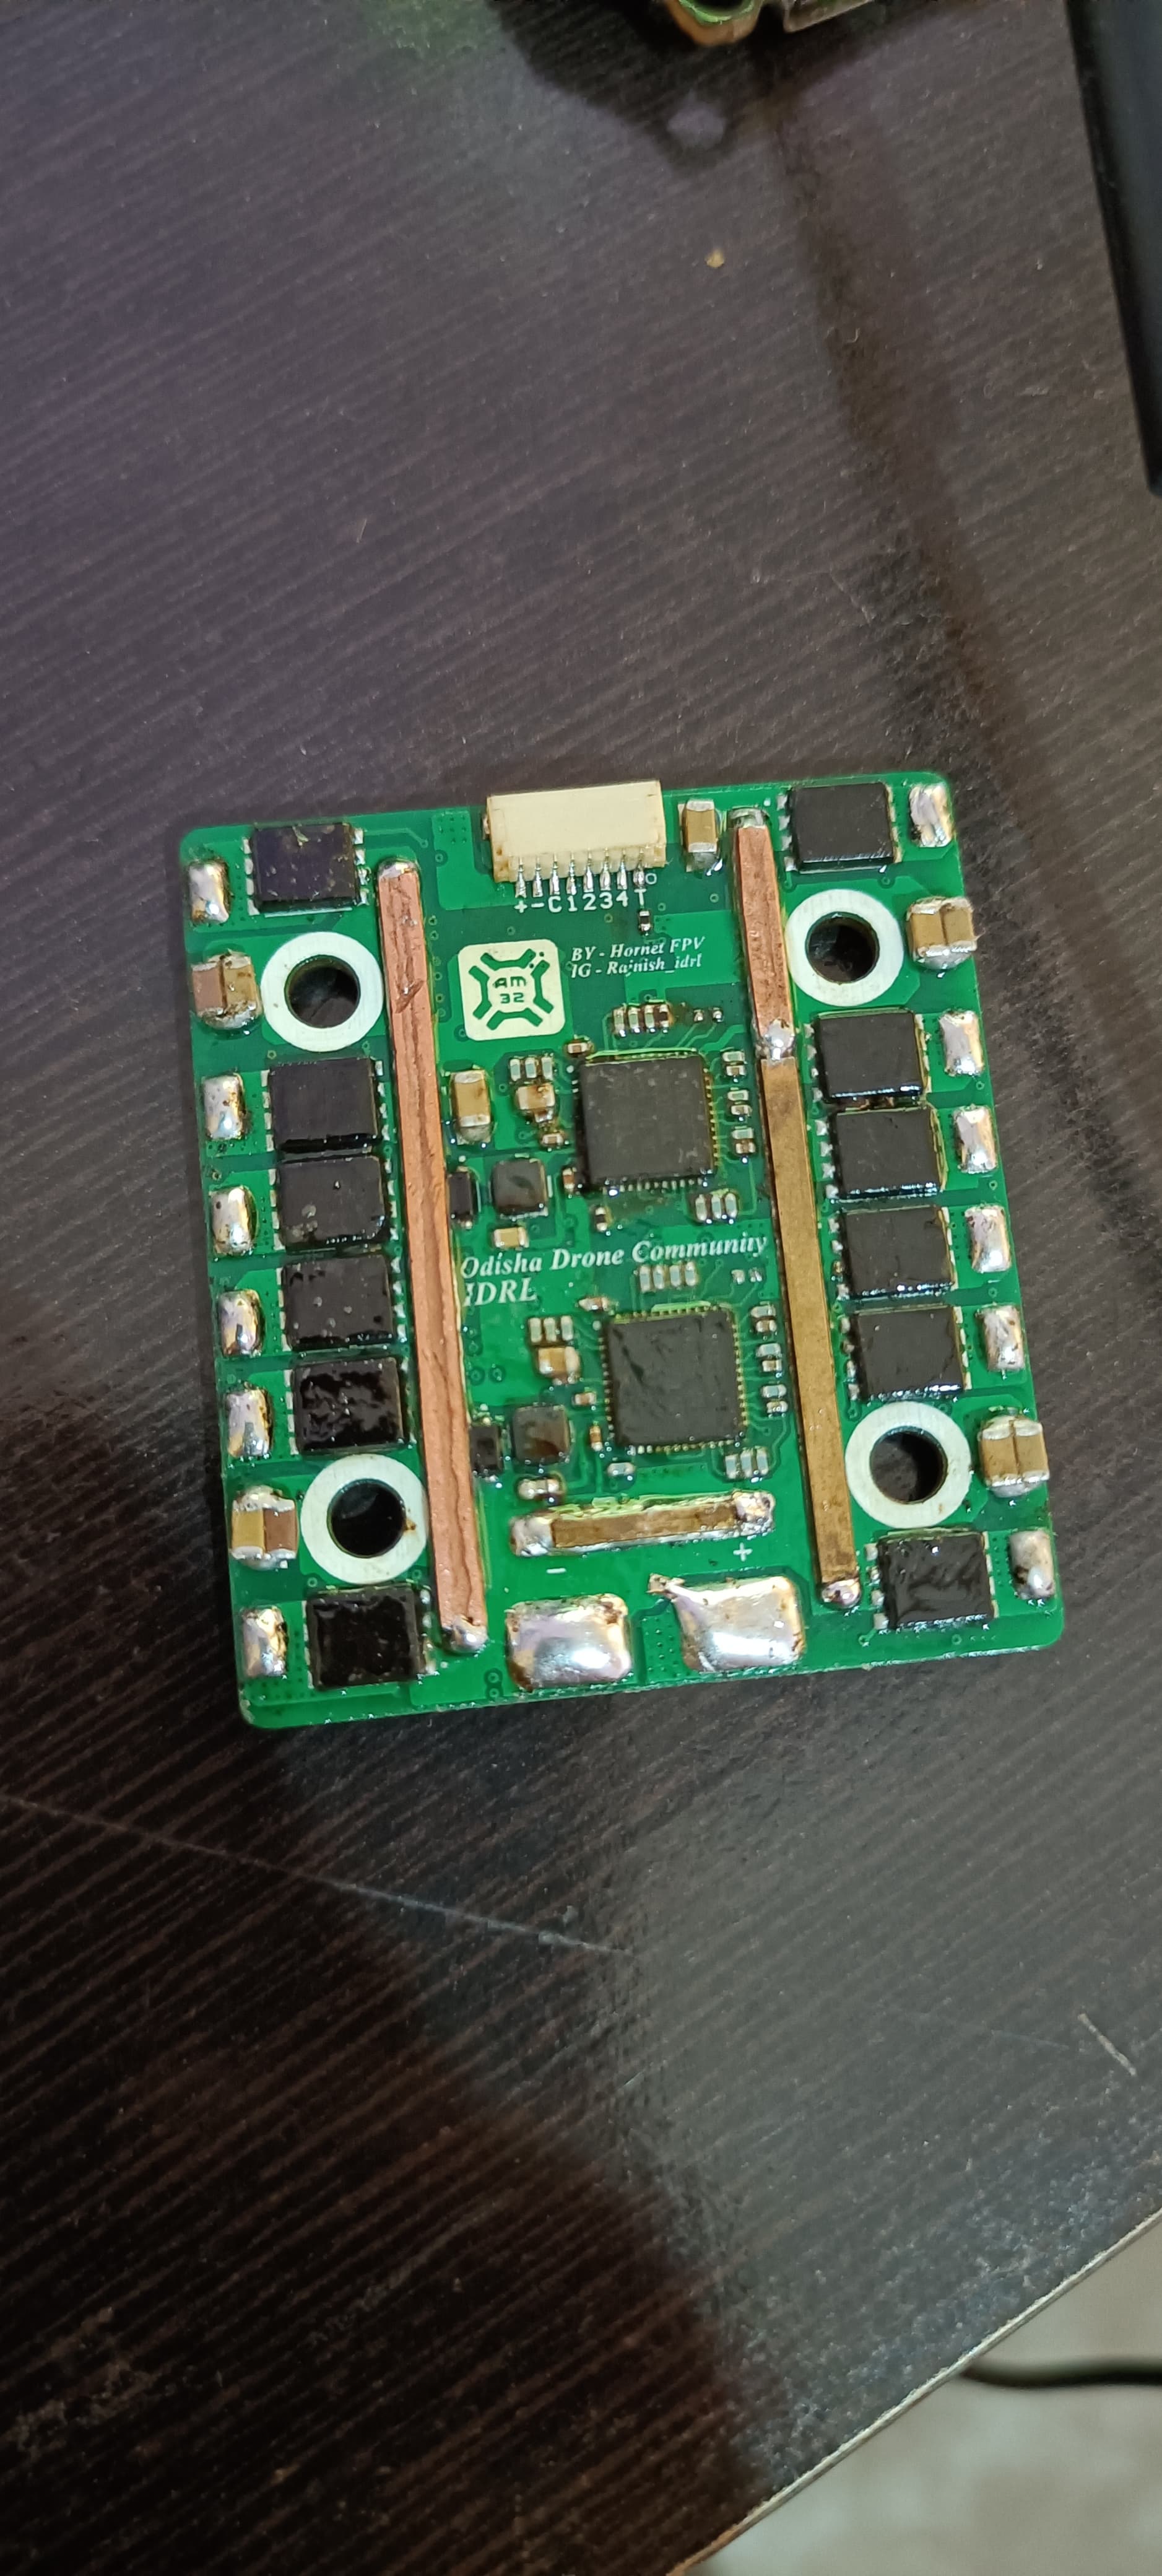 +-C1234T
BY - Hornet FPV
IG - Rajnish_idrl
AM
32
Odisha Drone Community
IDRL
+
-